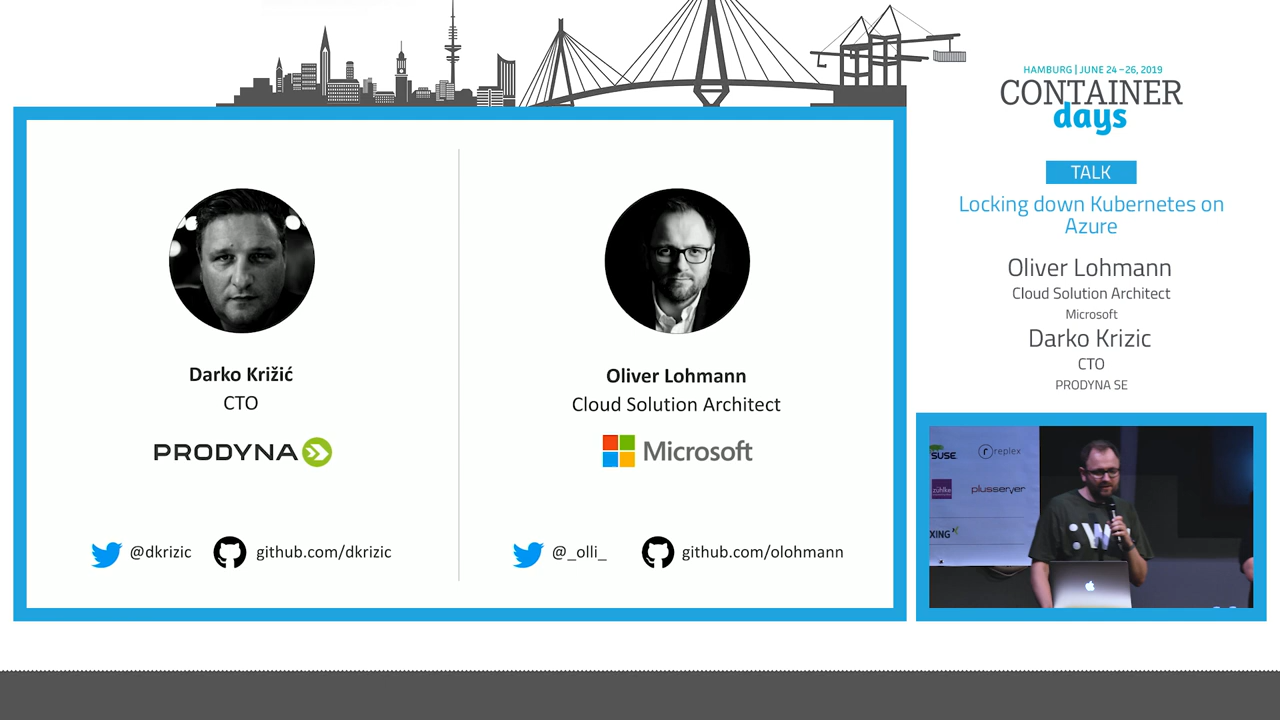 HAMBURG | JUNE 24 – 26, 2019
CONTAINER
days
TALK
Locking down Kubernetes on
Azure
Oliver Lohmann
Cloud Solution Architect
Microsoft
Darko Krizic
CTO
PRODYNA SE
Darko Križić
CTO
PRODYNA
@dkrizic
github.com/dkrizic
Oliver Lohmann
Cloud Solution Architect
Microsoft
@_olli_
github.com/olohmann
SUSE
replex
zühlke
plusserver
XING
:W